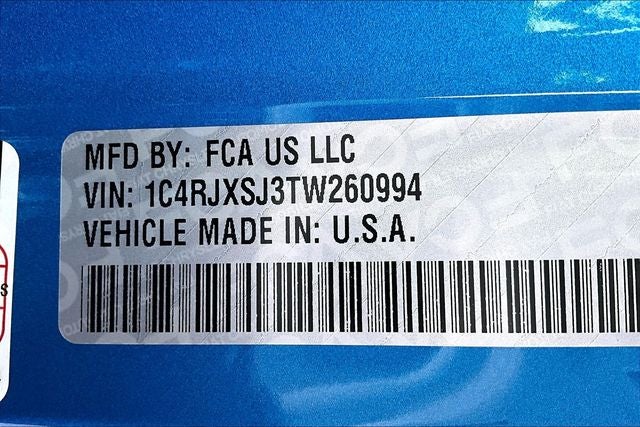 MFD BY: FCA US LLC
VIN: 1C4RJXSJ3TW260994
VEHICLE MADE IN: U.S.A.